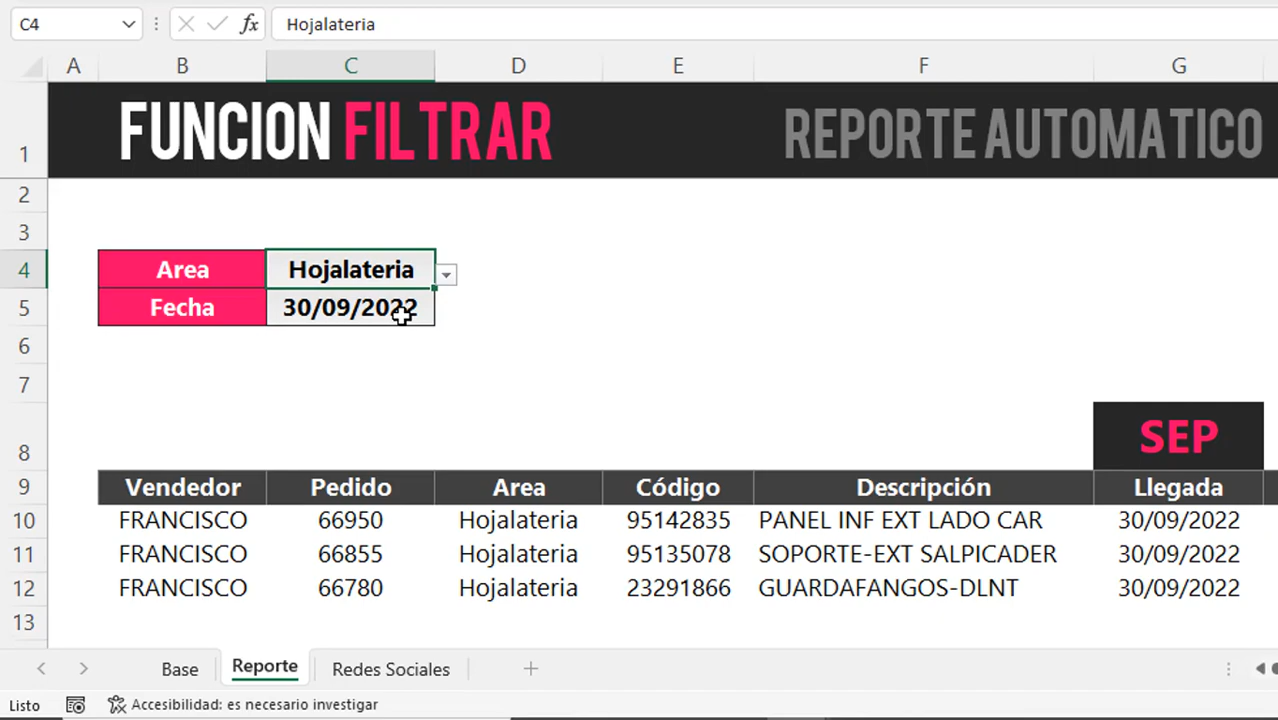 C4 fx Hojalateria
A B C D E F G
1 FUNCION FILTRAR REPORTE AUTOMATICO
2
3
4 Area Hojalateria
5 Fecha 30/09/2022
6
7
8 SEP
9 Vendedor Pedido Area Código Descripción Llegada
10 FRANCISCO 66950 Hojalateria 95142835 PANEL INF EXT LADO CAR 30/09/2022
11 FRANCISCO 66855 Hojalateria 95135078 SOPORTE-EXT SALPICADER 30/09/2022
12 FRANCISCO 66780 Hojalateria 23291866 GUARDAFANGOS-DLNT 30/09/2022
13
Base Reporte Redes Sociales
Listo Accesibilidad: es necesario investigar